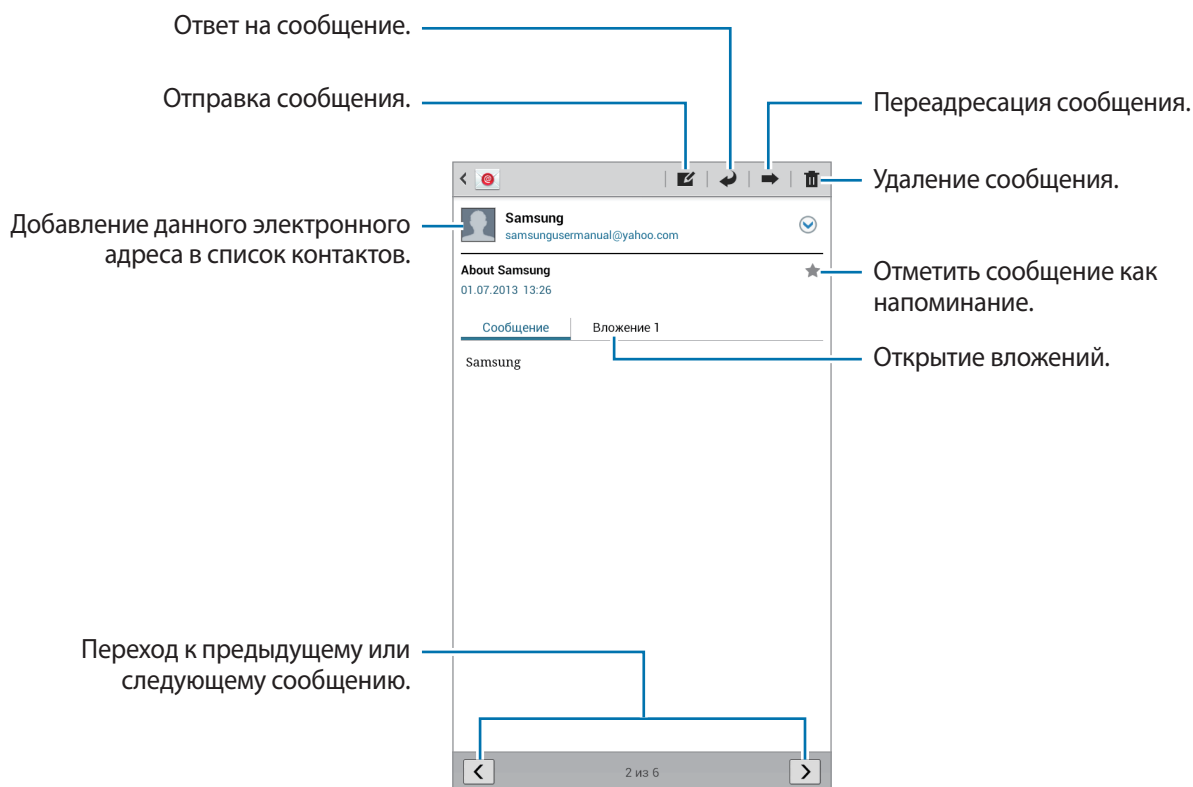 Ответ на сообщение.
Отправка сообщения.
Переадресация сообщения.
Удаление сообщения.
Добавление данного электронного
адреса в список контактов.
Samsung
samsungusermanual@yahoo.com
About Samsung
01.07.2013 13:26
Отметить сообщение как
напоминание.
Сообщение
Вложение 1
Открытие вложений.
Samsung
Переход к предыдущему или
следующему сообщению.
2 из 6